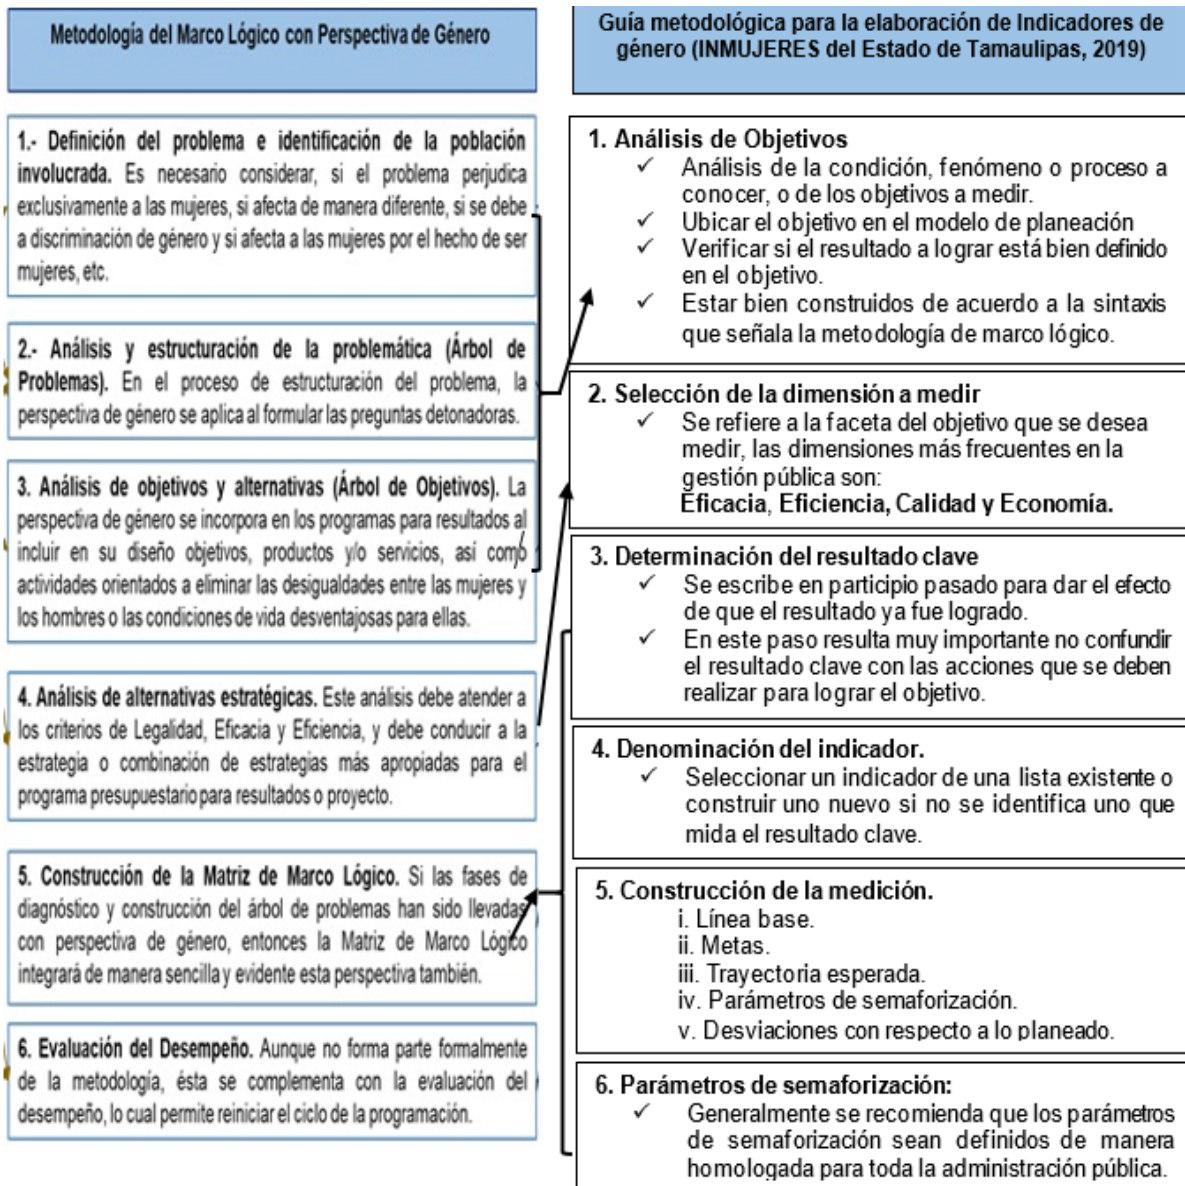 Metodología del Marco Lógico con Perspectiva de Género
1.- Definición del problema e identificación de la población
involucrada. Es necesario considerar, si el problema perjudica
exclusivamente a las mujeres, si afecta de manera diferente, si se debe
a discriminación de género y si afecta a las mujeres por el hecho de ser
mujeres, etc.
2.- Análisis y estructuración de la problemática (Árbol de
Problemas). En el proceso de estructuración del problema, la
perspectiva de género se aplica al formular las preguntas detonadoras.
3. Análisis de objetivos y alternativas (Árbol de Objetivos). La
perspectiva de género se incorpora en los programas para resultados al
incluir en su diseño objetivos, productos y/o servicios, así como
actividades orientados a eliminar las desigualdades entre las mujeres y
los hombres o las condiciones de vida desventajosas para ellas.
4. Análisis de alternativas estratégicas. Este análisis debe atender a
los criterios de Legalidad, Eficacia y Eficiencia, y debe conducir a la
estrategia o combinación de estrategias más apropiadas para el
programa presupuestario para resultados o proyecto.
5. Construcción de la Matriz de Marco Lógico. Si las fases de
diagnóstico y construcción del árbol de problemas han sido llevadas
con perspectiva de género, entonces la Matriz de Marco Lógico
integrará de manera sencilla y evidente esta perspectiva también.
6. Evaluación del Desempeño. Aunque no forma parte formalmente
de la metodología, ésta se complementa con la evaluación del
desempeño, lo cual permite reiniciar el ciclo de la programación.
Guía metodológica para la elaboración de Indicadores de
género (INMUJERES del Estado de Tamaulipas, 2019)
1. Análisis de Objetivos
✓ Análisis de la condición, fenómeno o proceso a
conocer, o de los objetivos a medir.
✓ Ubicar el objetivo en el modelo de planeación
✓ Verificar si el resultado a lograr está bien definido
en el objetivo.
✓ Estar bien construidos de acuerdo a la sintaxis
que señala la metodología de marco lógico.
2. Selección de la dimensión a medir
✓ Se refiere a la faceta del objetivo que se desea
medir, las dimensiones más frecuentes en la
gestión pública son:
Eficacia, Eficiencia, Calidad y Economía.
3. Determinación del resultado clave
✓ Se escribe en participio pasado para dar el efecto
de que el resultado ya fue logrado.
✓ En este paso resulta muy importante no confundir
el resultado clave con las acciones que se deben
realizar para lograr el objetivo.
4. Denominación del indicador.
✓ Seleccionar un indicador de una lista existente o
construir uno nuevo si no se identifica uno que
mida el resultado clave.
5. Construcción de la medición.
i. Línea base.
ii. Metas.
iii. Trayectoria esperada.
iv. Parámetros de semaforización.
v. Desviaciones con respecto a lo planeado.
6. Parámetros de semaforización:
✓ Generalmente se recomienda que los parámetros
de semaforización sean definidos de manera
homologada para toda la administración pública.